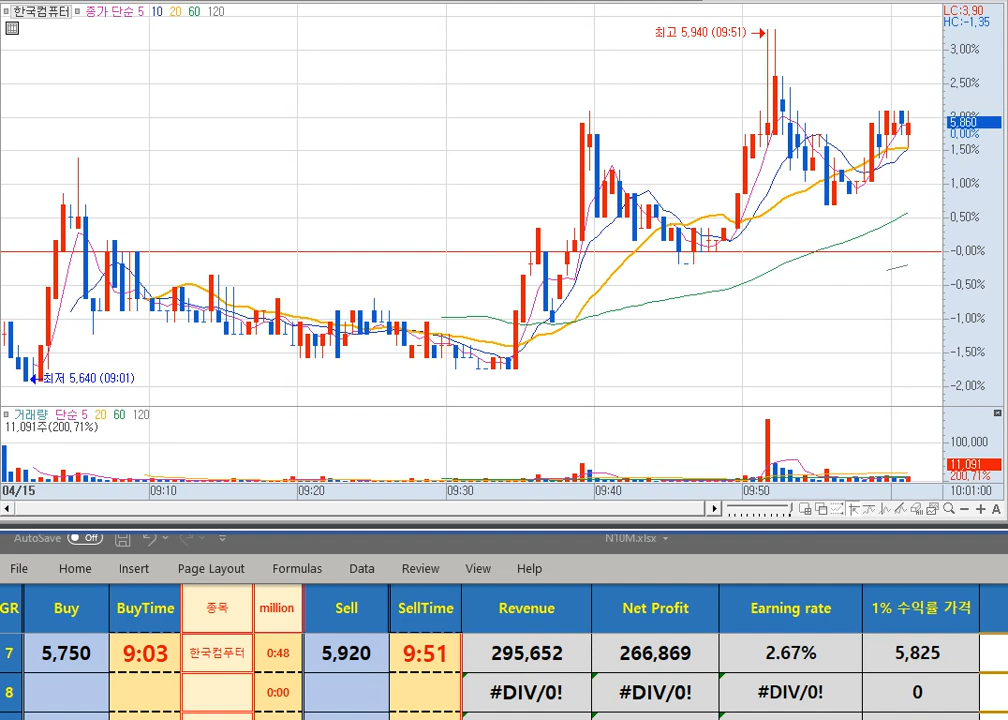 한국컴퓨터 종가 단순 5 10 20 60 120
LC:3,90
HC:-1,35
최고 5,940 (09:51)
3,00%
2,50%
2,00%
5,860
0,00%
1,50%
1,00%
0,50%
-0,00%
-0,50%
-1,00%
-1,50%
-2,00%
최저 5,640 (09:01)
거래량 단순 5 20 60 120
11,091주(200,71%)
100,000
11,091
200,71%
04/15 09:10 09:20 09:30 09:40 09:50 10:01:00
A
AutoSave Off N10M.xlsx
File Home Insert Page Layout Formulas Data Review View Help
GR Buy BuyTime 종목 million Sell SellTime Revenue Net Profit Earning rate 1% 수익률 가격
7 5,750 9:03 한국컴퓨터 0:48 5,920 9:51 295,652 266,869 2.67% 5,825
8 0:00 #DIV/0! #DIV/0! #DIV/0! 0